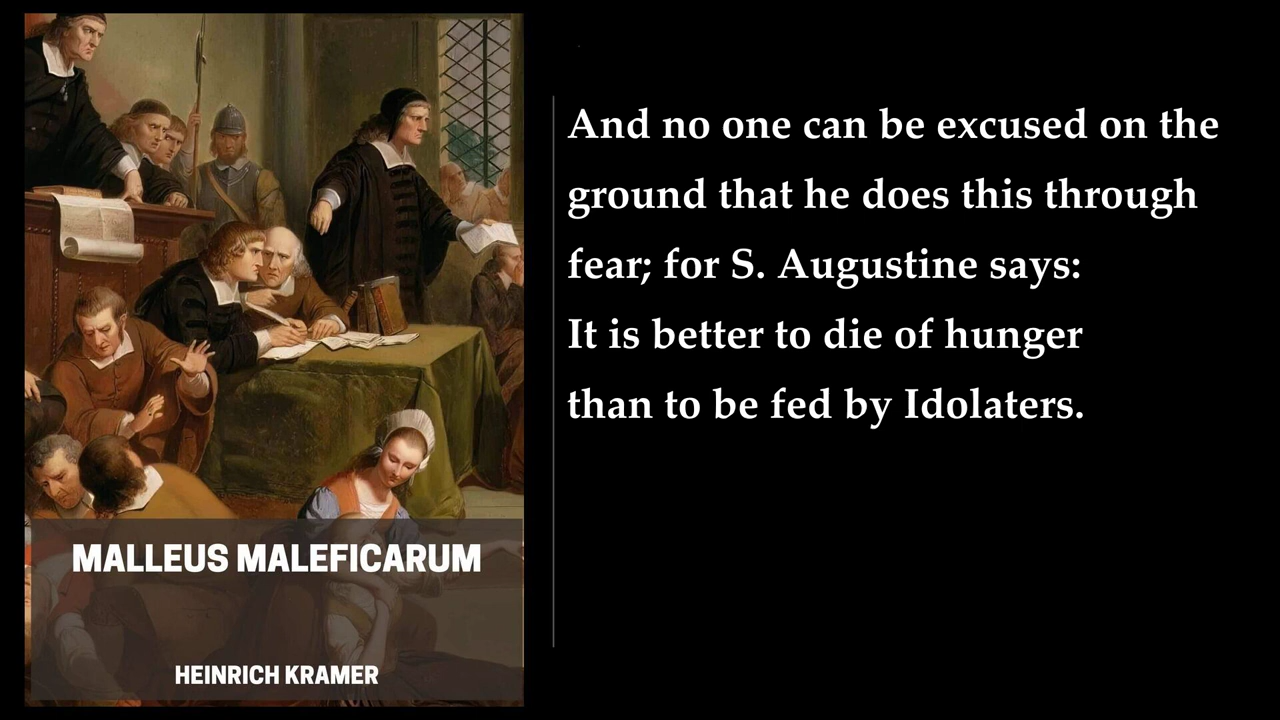 And no one can be excused on the
ground that he does this through
fear; for S. Augustine says:
It is better to die of hunger
than to be fed by Idolaters.
MALLEUS MALEFICARUM
HEINRICH KRAMER